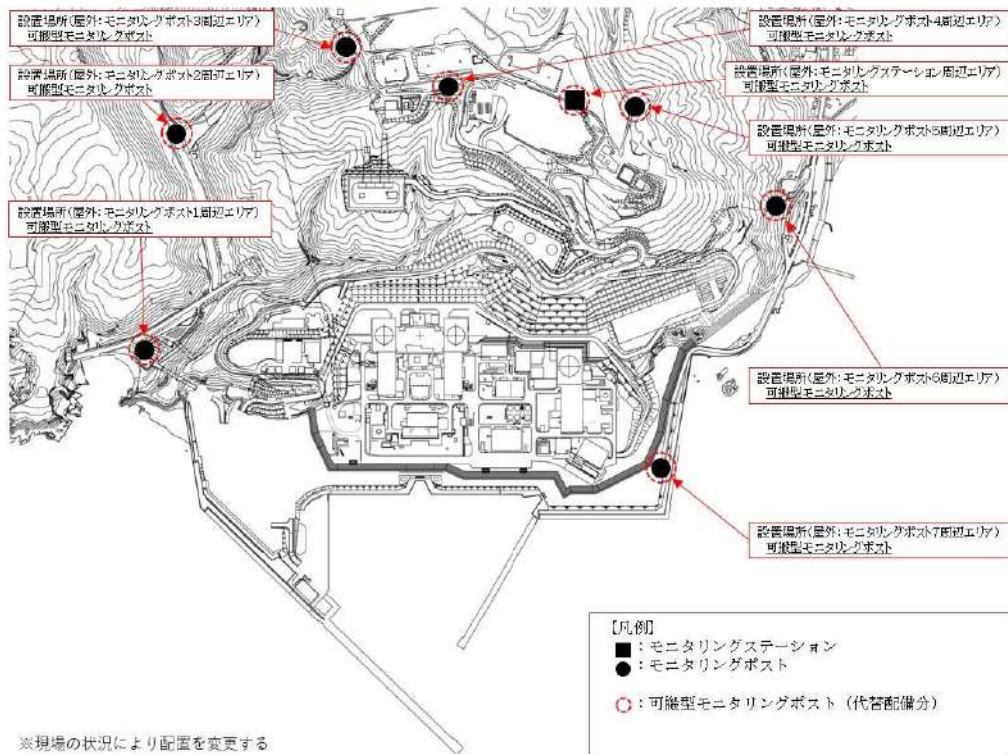 設置場所(屋外:モニタリングポスト3周辺エリア)
可搬型モニタリングポスト
設置場所(屋外:モニタリングポスト2周辺エリア)
可搬型モニタリングポスト
設置場所(屋外:モニタリングポスト1周辺エリア)
可搬型モニタリングポスト
設置場所(屋外:モニタリングポスト4周辺エリア)
可搬型モニタリングポスト
設置場所(屋外:モニタリングステーション周辺エリア)
可搬型モニタリングポスト
設置場所(屋外:モニタリングポスト5周辺エリア)
可搬型モニタリングポスト
設置場所(屋外:モニタリングポスト6周辺エリア)
可搬型モニタリングポスト
設置場所(屋外:モニタリングポスト7周辺エリア)
可搬型モニタリングポスト
【凡例】
■:モニタリングステーション
●:モニタリングポスト
:可搬型モニタリングポスト(代替配備分)
※現場の状況により配置を変更する